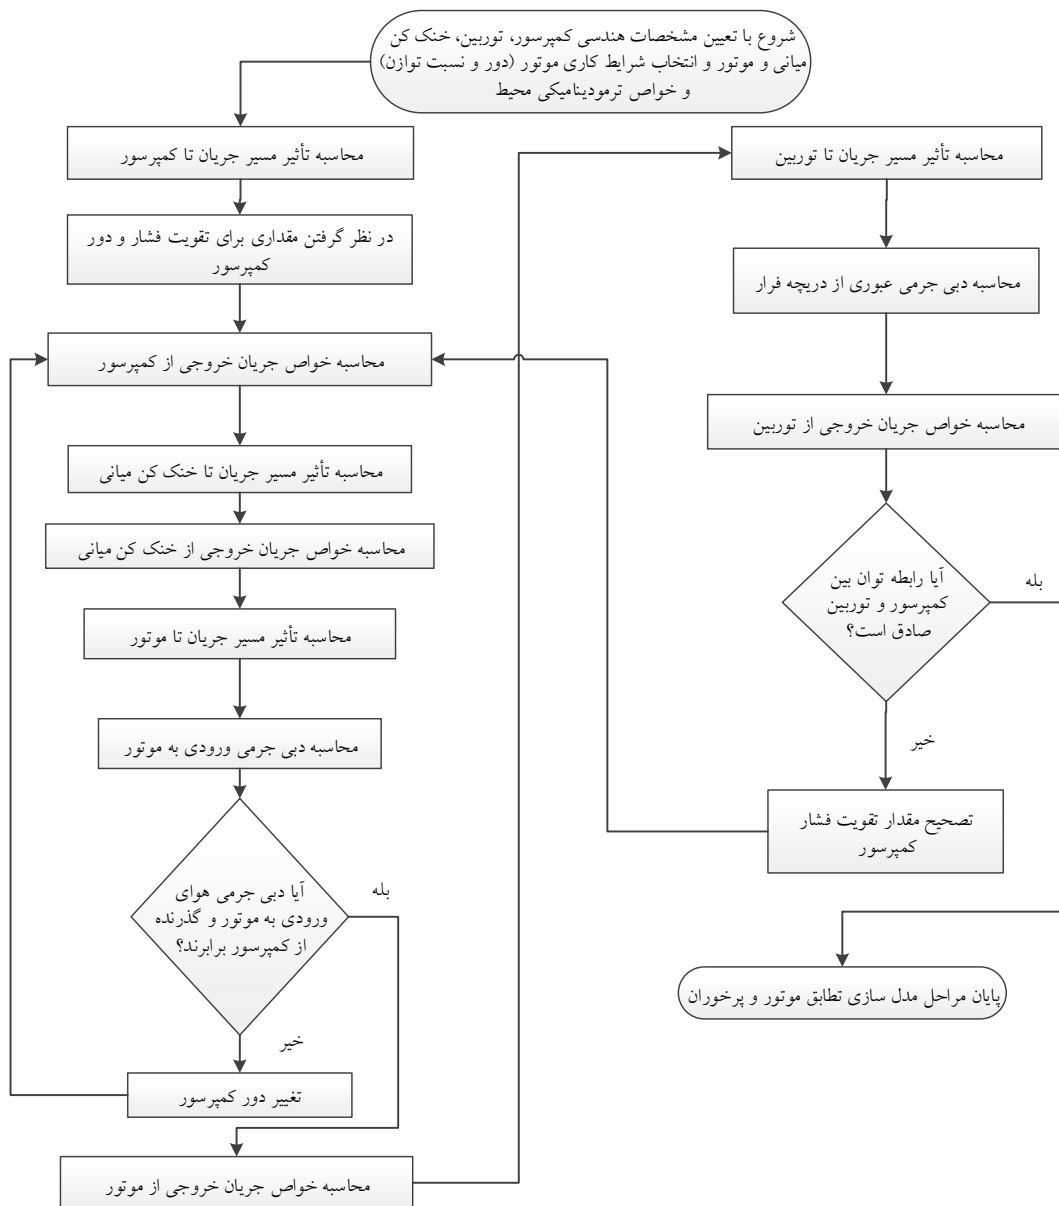 شروع با تعیین مشخصات هندسی کمپرسور، توربین، خنک کن
میانی و موتور و انتخاب شرایط کاری موتور (دور و نسبت توازن)
و خواص ترمودینامیکی محیط
محاسبه تأثیر مسیر جریان تا کمپرسور
در نظر گرفتن مقداری برای تقویت فشار و دور
کمپرسور
محاسبه خواص جریان خروجی از کمپرسور
محاسبه تأثیر مسیر جریان تا خنک کن میانی
محاسبه خواص جریان خروجی از خنک کن میانی
محاسبه تأثیر مسیر جریان تا موتور
محاسبه دبی جرمی ورودی به موتور
آیا دبی جرمی هوای
ورودی به موتور و گذرنده
از کمپرسور برابرند؟
بله
خیر
تغییر دور کمپرسور
محاسبه خواص جریان خروجی از موتور
محاسبه تأثیر مسیر جریان تا توربین
محاسبه دبی جرمی عبوری از دریچه فرار
محاسبه خواص جریان خروجی از توربین
آیا رابطه توان بین
کمپرسور و توربین
صادق است؟
بله
خیر
تصحیح مقدار تقویت فشار
کمپرسور
پایان مراحل مدل سازی تطابق موتور و پرخوران